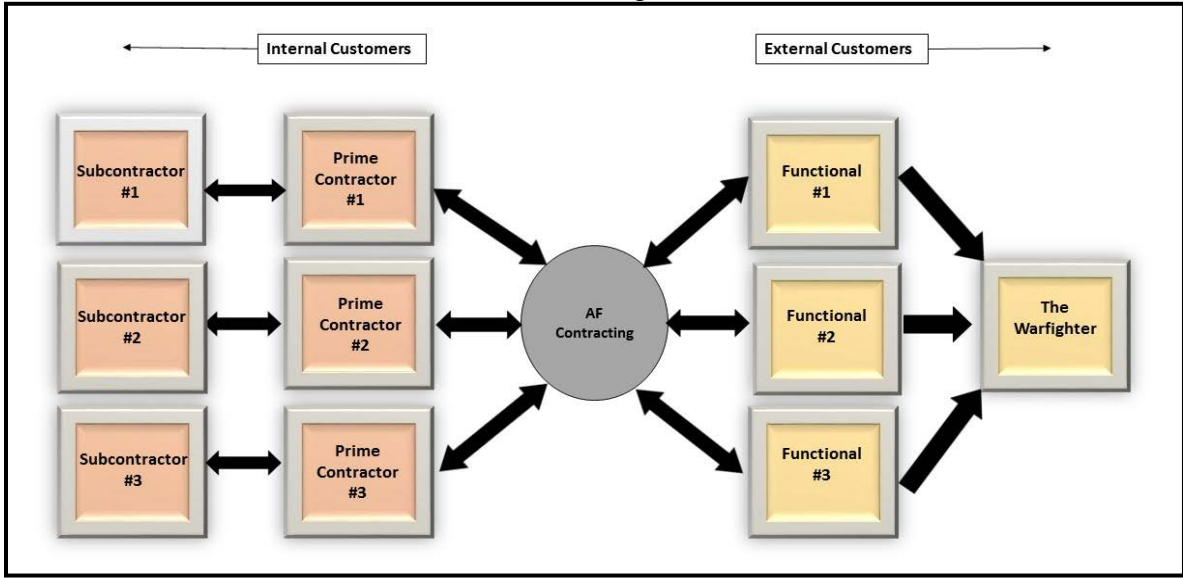 Internal Customers
External Customers
Subcontractor
#1
Prime
Contractor
#1
Functional
#1
Subcontractor
#2
Prime
Contractor
#2
AF
Contracting
Functional
#2
The
Warfighter
Subcontractor
#3
Prime
Contractor
#3
Functional
#3